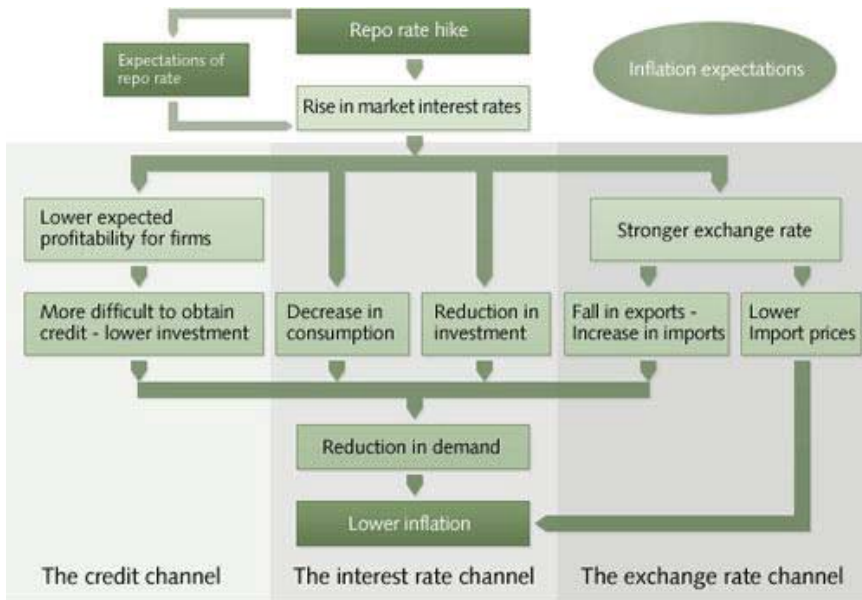 Repo rate hike
Expectations of
repo rate
Inflation expectations
Rise in market interest rates
Lower expected
profitability for firms
Stronger exchange rate
More difficult to obtain
credit - lower investment
Decrease in
consumption
Reduction in
investment
Fall in exports -
Increase in imports
Lower
Import prices
Reduction in demand
Lower inflation
The credit channel
The interest rate channel
The exchange rate channel